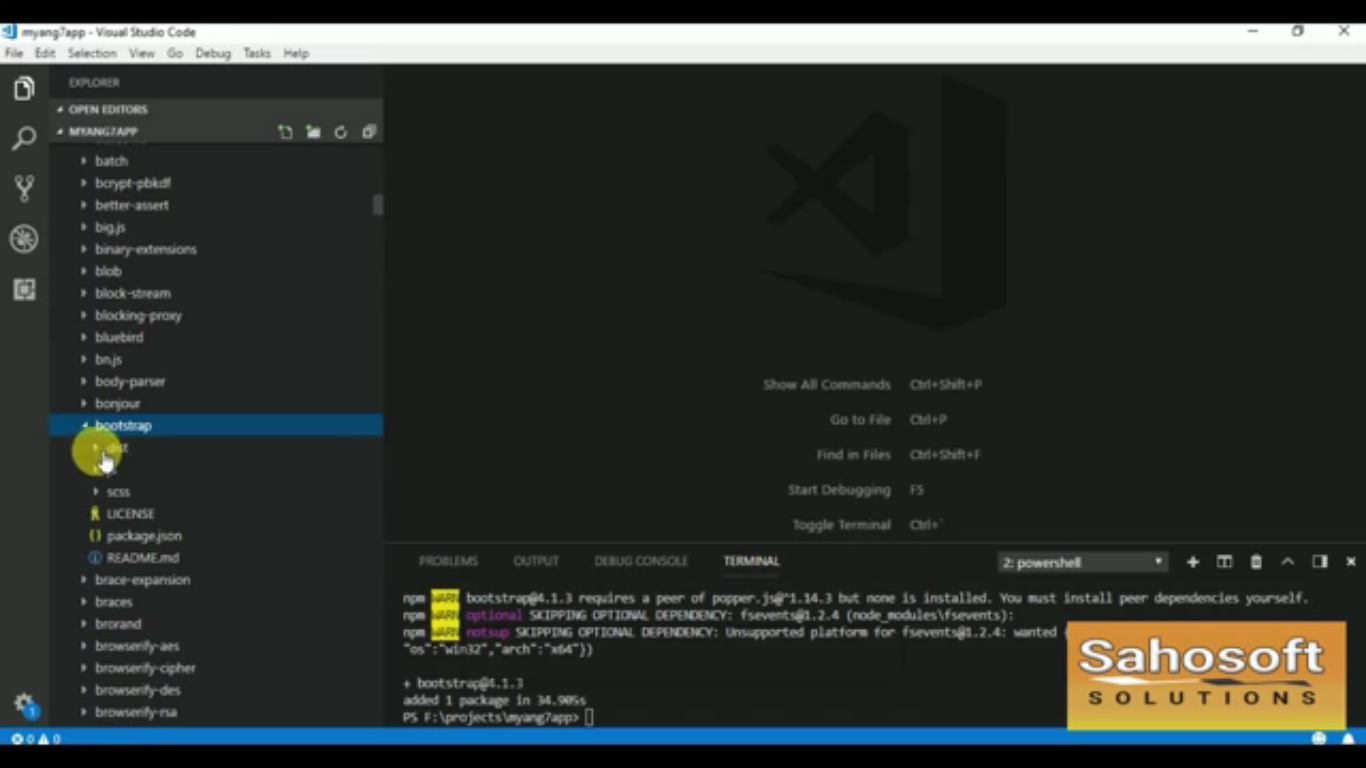 myang7app - Visual Studio Code
File Edit Selection View Go Debug Tasks Help
EXPLORER
OPEN EDITORS
MYANG7APP
batch
bcrypt-pbkdf
better-assert
big.js
binary-extensions
blob
block-stream
blocking-proxy
bluebird
bn.js
body-parser
bonjour
bootstrap
scss
LICENSE
package.json
README.md
brace-expansion
braces
brorand
browserify-aes
browserify-cipher
browserify-des
browserify-rsa
Show All Commands Ctrl+Shift+P
Go to File Ctrl+P
Find in Files Ctrl+Shift+F
Start Debugging F5
Toggle Terminal Ctrl+`
PROBLEMS OUTPUT DEBUG CONSOLE TERMINAL 2: powershell
npm WARN bootstrap@4.1.3 requires a peer of popper.js@^1.14.3 but none is installed. You must install peer dependencies yourself.
npm WARN optional SKIPPING OPTIONAL DEPENDENCY: fsevents@1.2.4 (node_modules\fsevents):
npm WARN notsup SKIPPING OPTIONAL DEPENDENCY: Unsupported platform for fsevents@1.2.4: wanted
"os":"win32","arch":"x64"})
+ bootstrap@4.1.3
added 1 package in 34.905s
PS F:\projects\myang7app>
1
0 0
Sahosoft
SOLUTIONS